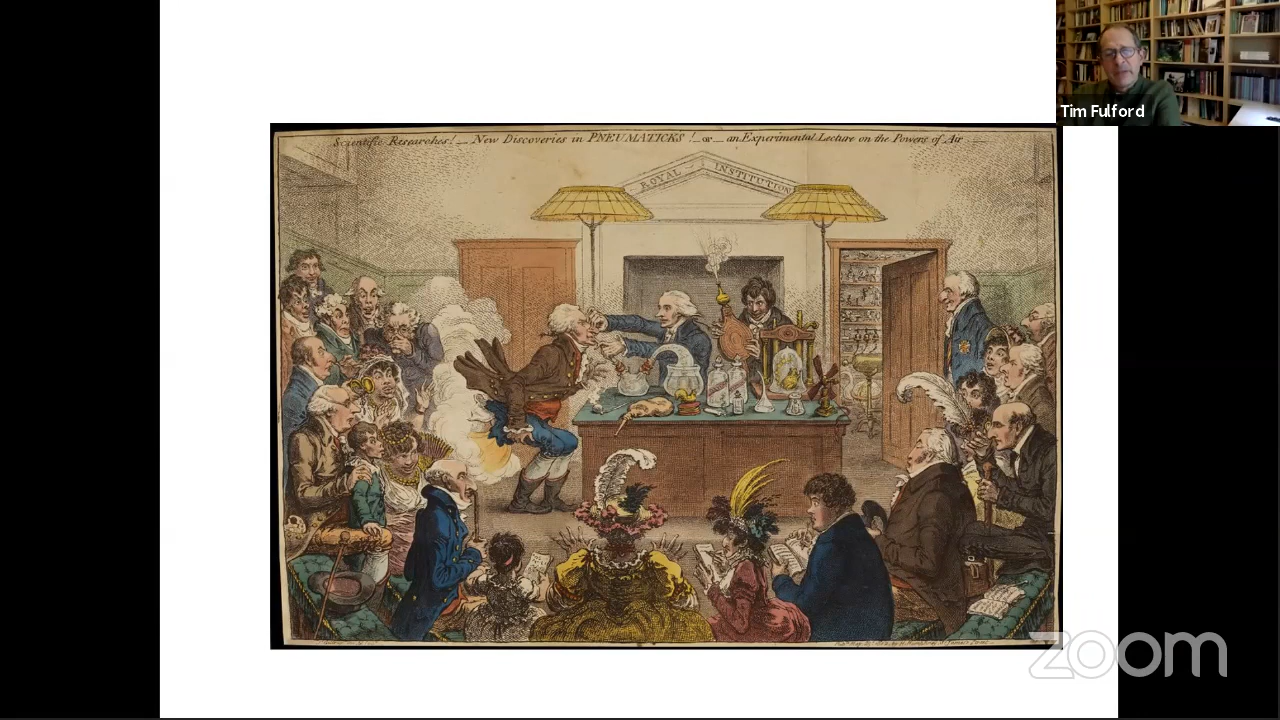 Tim Fulford
Scientific Researches! _ New Discoveries in PNEUMATICKS! _ or _ an Experimental Lecture on the Powers of Air _
ROYAL INSTITUTION
zoom